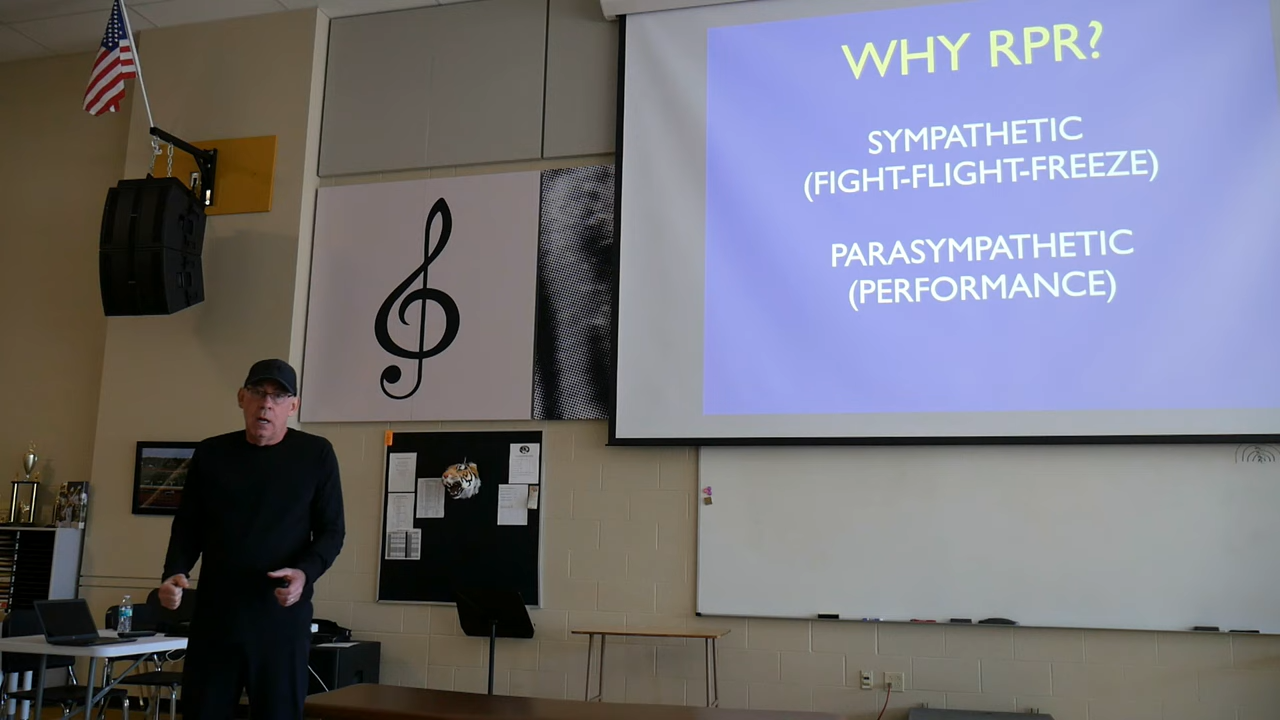 WHY RPR?
SYMPATHETIC
(FIGHT-FLIGHT-FREEZE)
PARASYMPATHETIC
(PERFORMANCE)